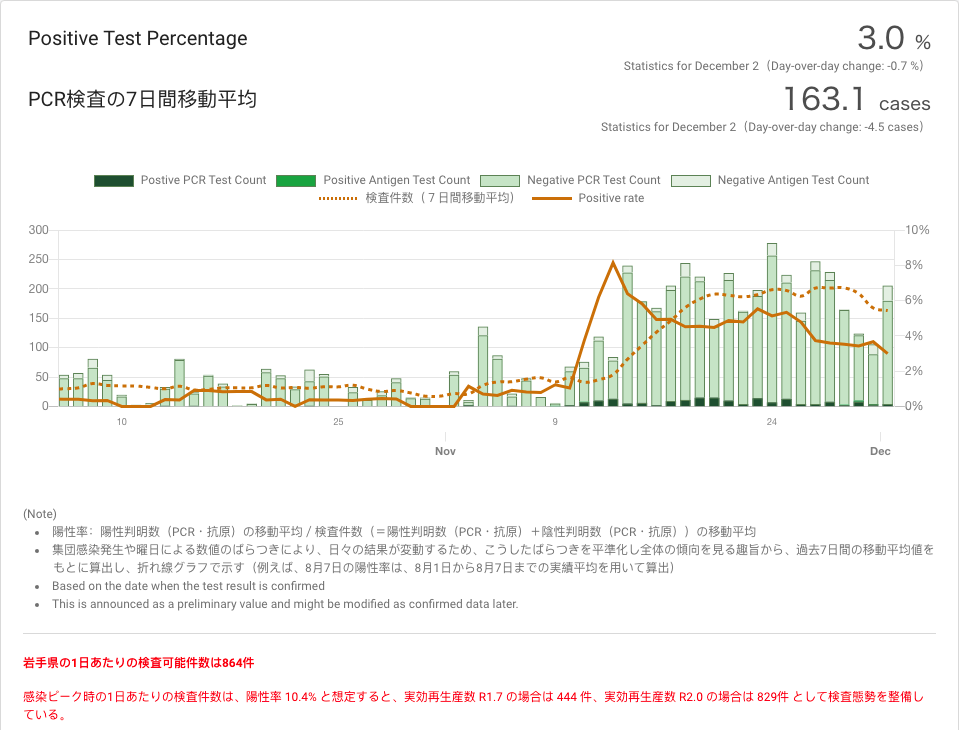 Positive Test Percentage
3.0 %
Statistics for December 2（Day-over-day change: -0.7 %）
PCR検査の7日間移動平均
163.1 cases
Statistics for December 2（Day-over-day change: -4.5 cases）
Postive PCR Test Count Positive Antigen Test Count Negative PCR Test Count Negative Antigen Test Count
検査件数（７日間移動平均） Positive rate
300 10%
250 8%
200 6%
150 4%
100 2%
50 0%
0
10 25 9 24
Nov Dec
(Note)
• 陽性率：陽性判明数（PCR・抗原）の移動平均 / 検査件数（＝陽性判明数（PCR・抗原）＋陰性判明数（PCR・抗原））の移動平均
• 集団感染発生や曜日による数値のばらつきにより、日々の結果が変動するため、こうしたばらつきを平準化し全体の傾向を見る趣旨から、過去7日間の移動平均値を
もとに算出し、折れ線グラフで示す（例えば、8月7日の陽性率は、8月1日から8月7日までの実績平均を用いて算出）
• Based on the date when the test result is confirmed
• This is announced as a preliminary value and might be modified as confirmed data later.
岩手県の1日あたりの検査可能件数は864件
感染ピーク時の1日あたりの検査件数は、陽性率 10.4% と想定すると、実効再生産数 R1.7 の場合は 444 件、実効再生産数 R2.0 の場合は 829件 として検査態勢を整備し
ている。